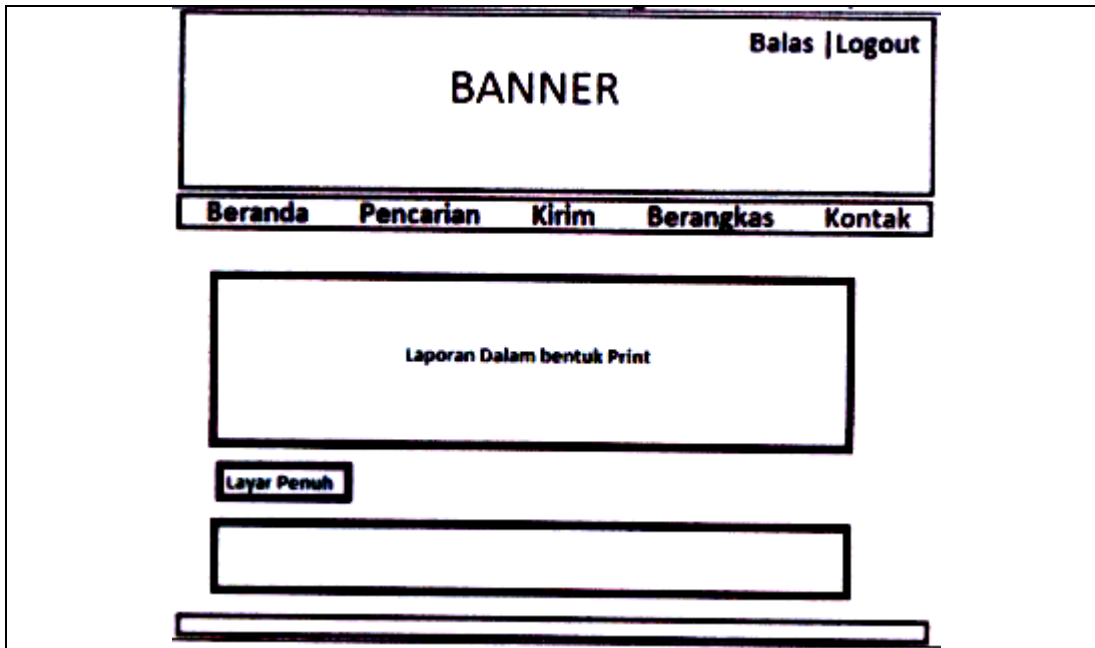 Balas |Logout
BANNER
Beranda Pencarian Kirim Berangkas Kontak
Laporan Dalam bentuk Print
Layar Penuh